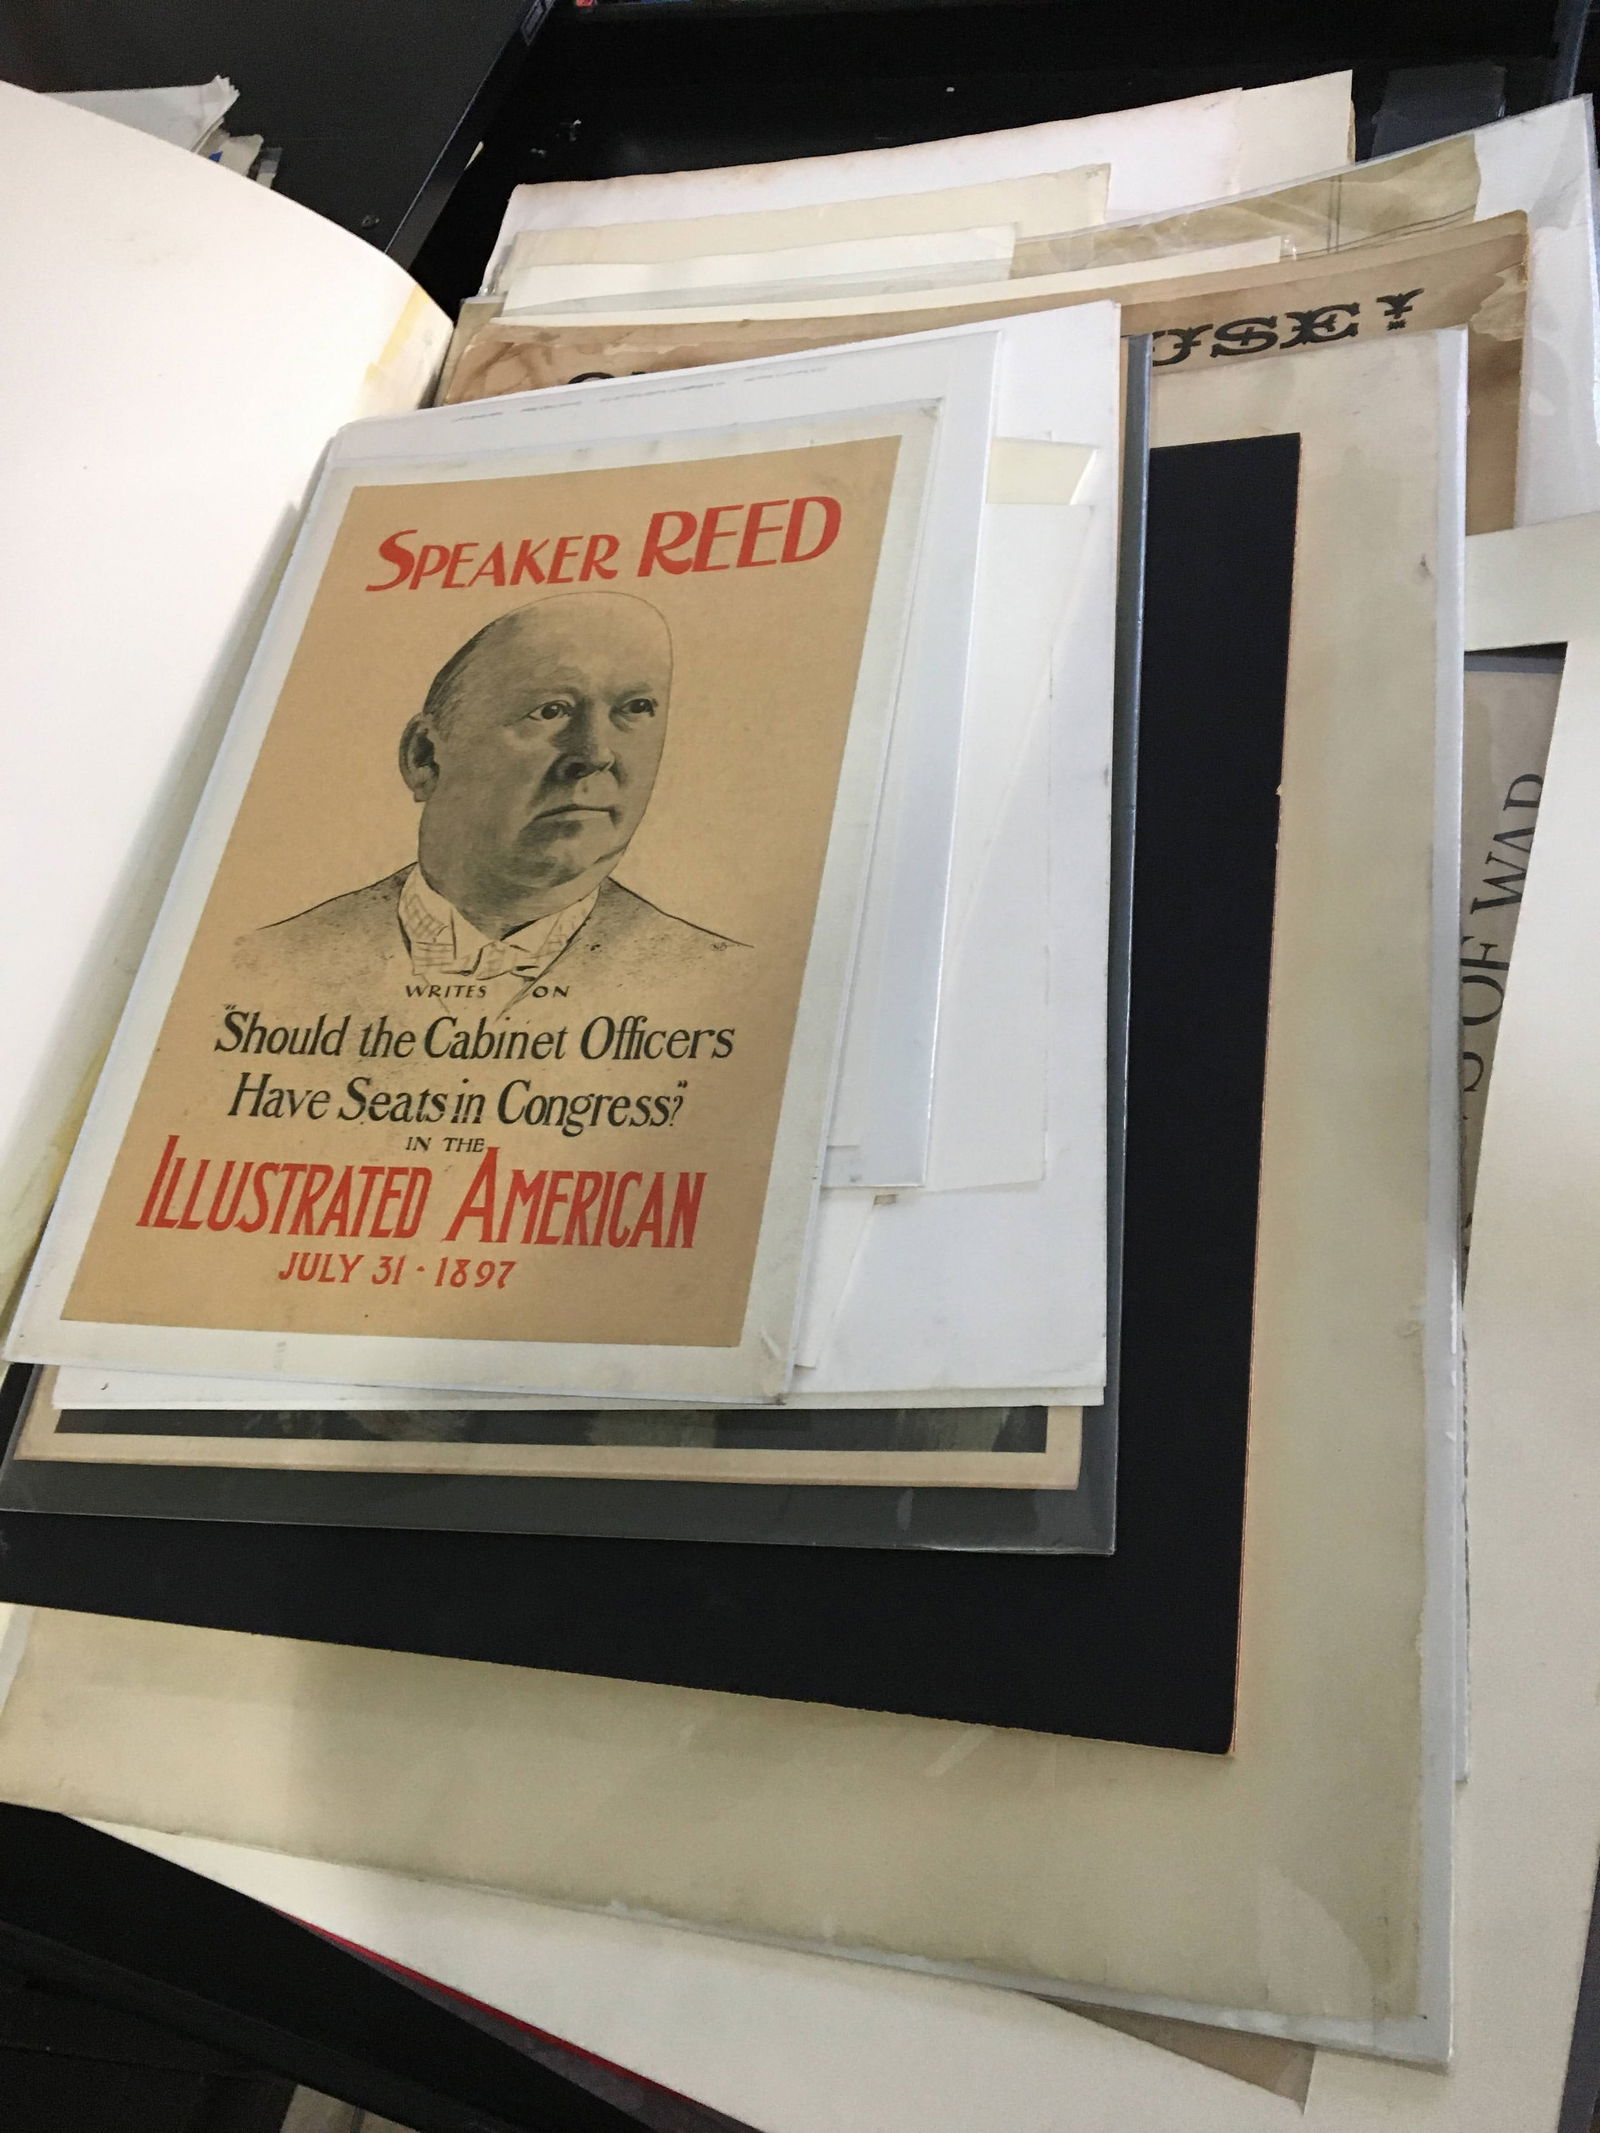 SPEAKER REED
WRITES ON
"Should the Cabinet Officers
Have Seats in Congress?"
IN THE
ILLUSTRATED AMERICAN
JULY 31 · 1897
USE!
OF WAR